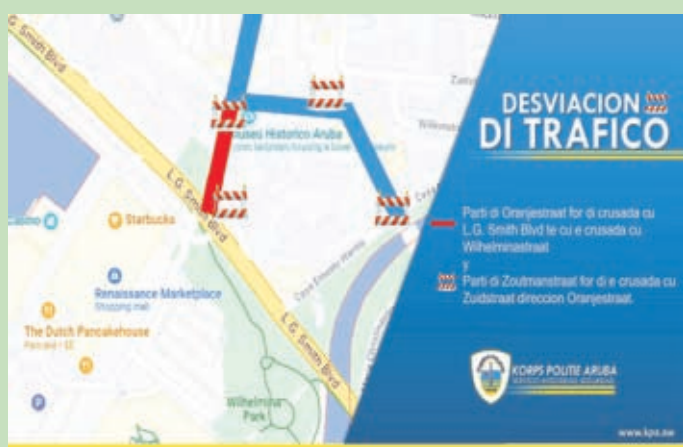 L.G. Smith Blvd
Museo Historico Aruba
L.G. Smith Blvd
Casino
Starbucks
Renaissance Marketplace
Shopping mall
The Dutch Pancakehouse
L.G. Smith Blvd
Wilhelmina
Park
P
DESVIACION
DI TRAFICO
Parti di Oranjestraat for di crusada cu
L.G. Smith Blvd te cu e crusada cu
Wilhelminastraat
y
Parti di Zoutmanstraat for di e crusada cu
Zuidstraat direccion Oranjestraat.
KORPS POLITIE ARUBA
www.kpa.aw